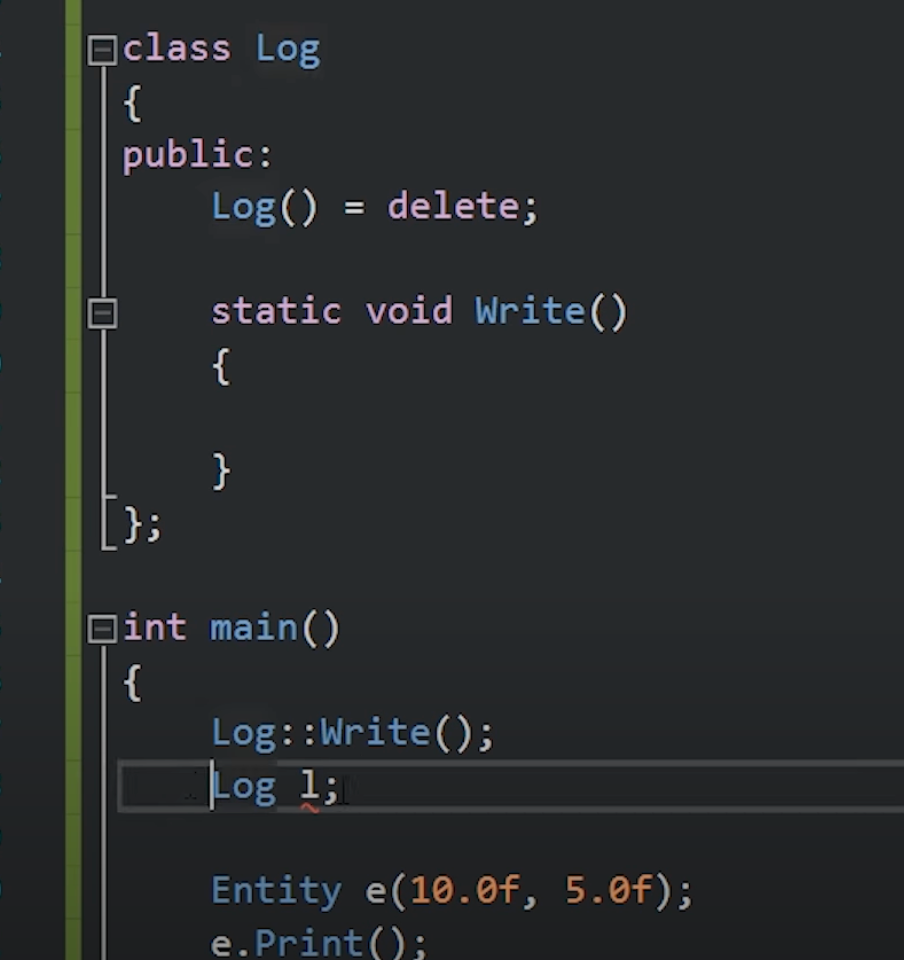 class Log
{
public:
    Log() = delete;

    static void Write()
    {

    }
};

int main()
{
    Log::Write();
    Log l;

    Entity e(10.0f, 5.0f);
    e.Print();